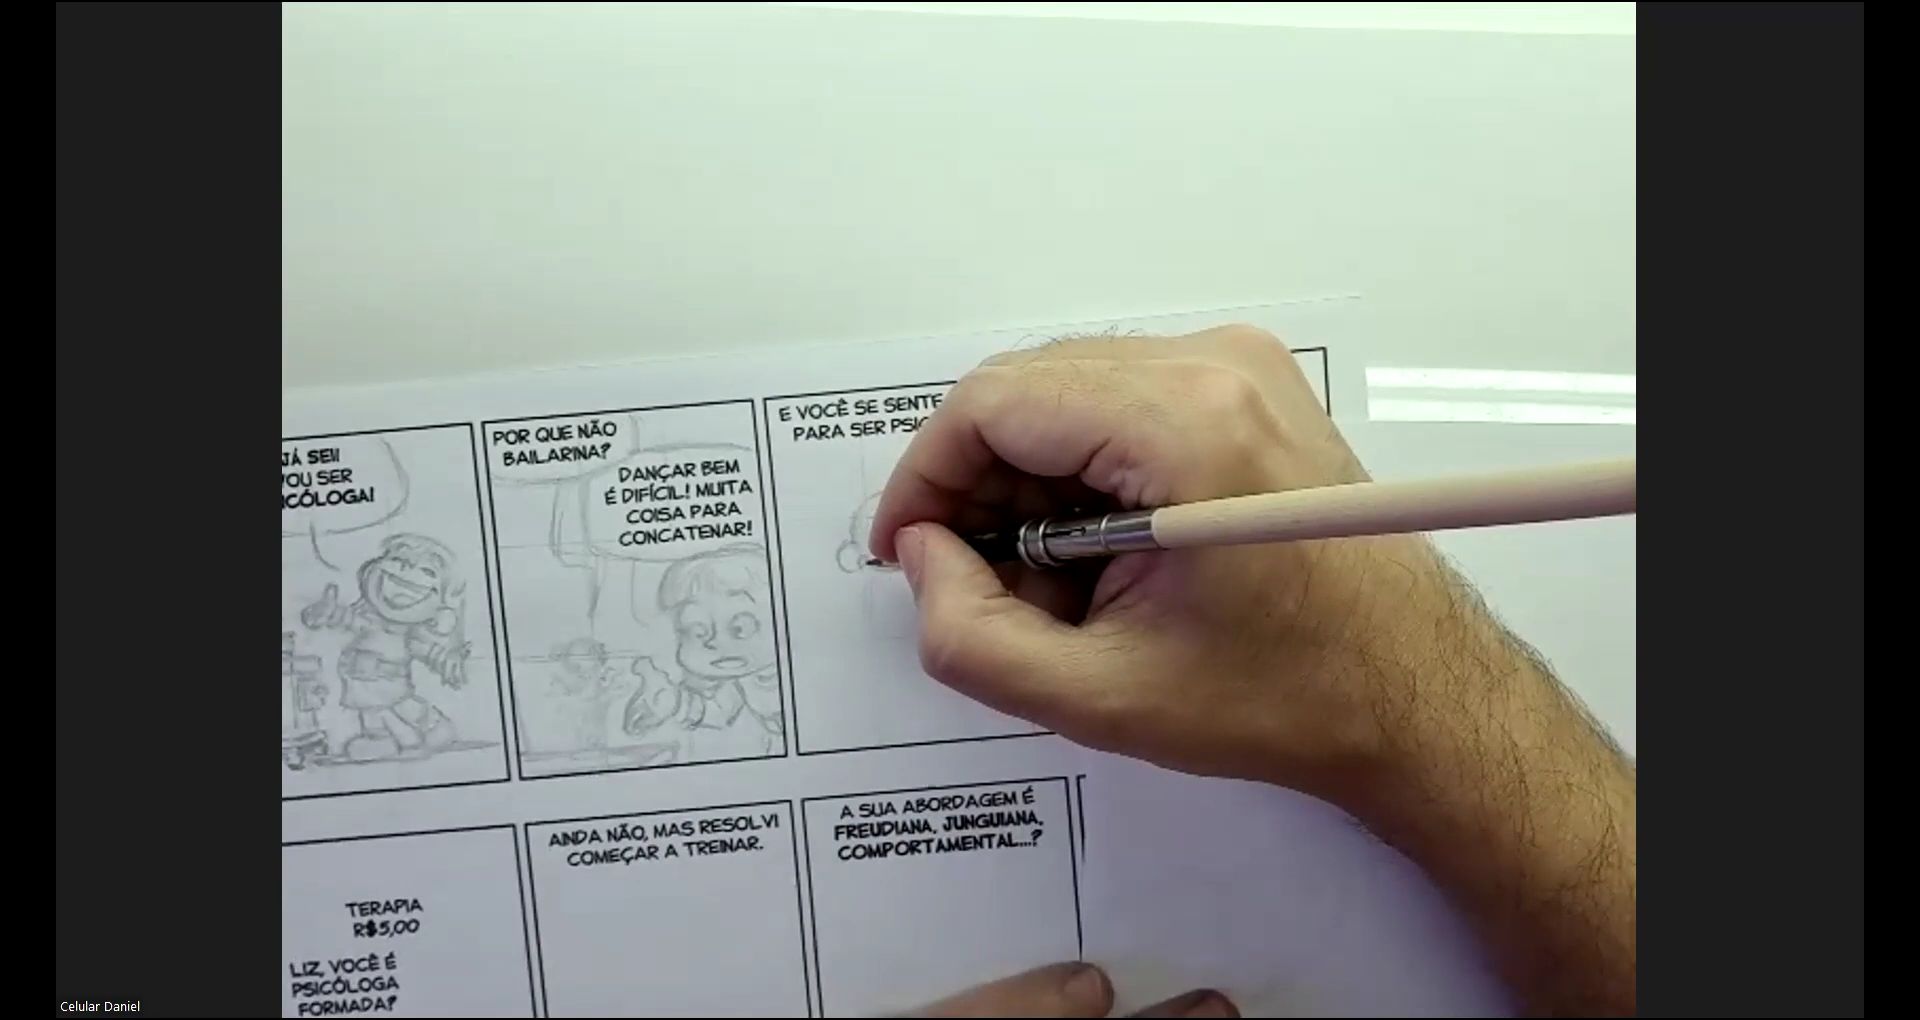 JÁ SEI!
VOU SER
PSICÓLOGA!
POR QUE NÃO
BAILARINA?
DANÇAR BEM
É DIFÍCIL! MUITA
COISA PARA
CONCATENAR!
E VOCÊ SE SENTE
PARA SER
TERAPIA
R$5,00
LIZ, VOCÊ É
PSICÓLOGA
FORMADA?
AINDA NÃO, MAS RESOLVI
COMEÇAR A TREINAR.
A SUA ABORDAGEM É
FREUDIANA, JUNGUIANA,
COMPORTAMENTAL...?
Celular Daniel